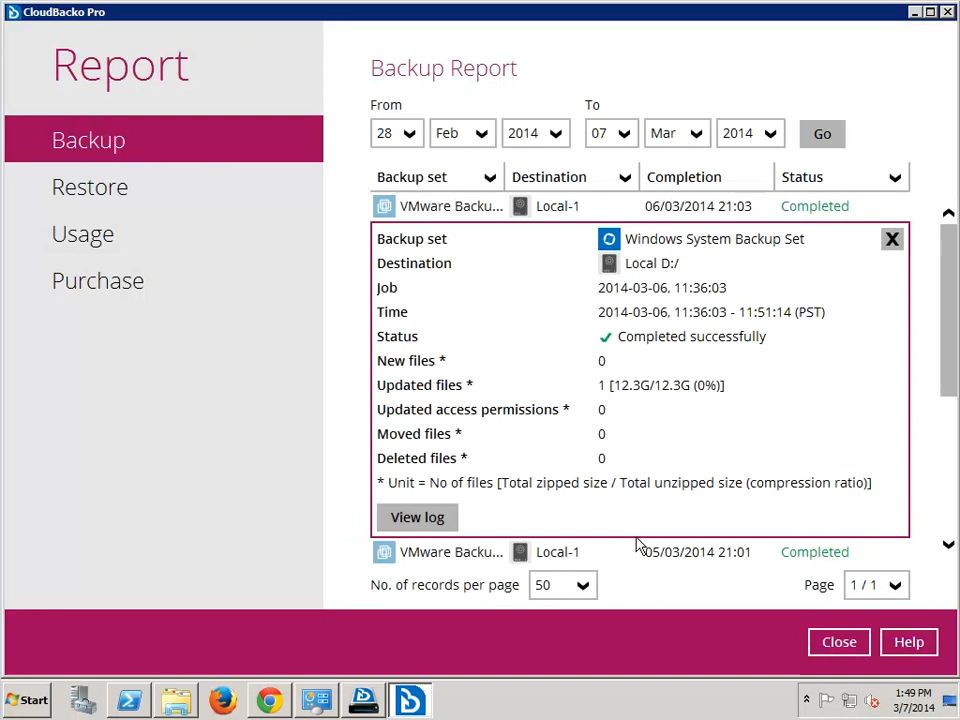 CloudBacko Pro
Report
Backup
Restore
Usage
Purchase
Backup Report
From To
28 Feb 2014 07 Mar 2014 Go
Backup set Destination Completion Status
VMware Backu... Local-1 06/03/2014 21:03 Completed
Backup set Windows System Backup Set X
Destination Local D:/
Job 2014-03-06, 11:36:03
Time 2014-03-06, 11:36:03 - 11:51:14 (PST)
Status Completed successfully
New files * 0
Updated files * 1 [12.3G/12.3G (0%)]
Updated access permissions * 0
Moved files * 0
Deleted files * 0
* Unit = No of files [Total zipped size / Total unzipped size (compression ratio)]
View log
VMware Backu... Local-1 05/03/2014 21:01 Completed
No. of records per page 50 Page 1 / 1
Close Help
Start 1:49 PM
3/7/2014